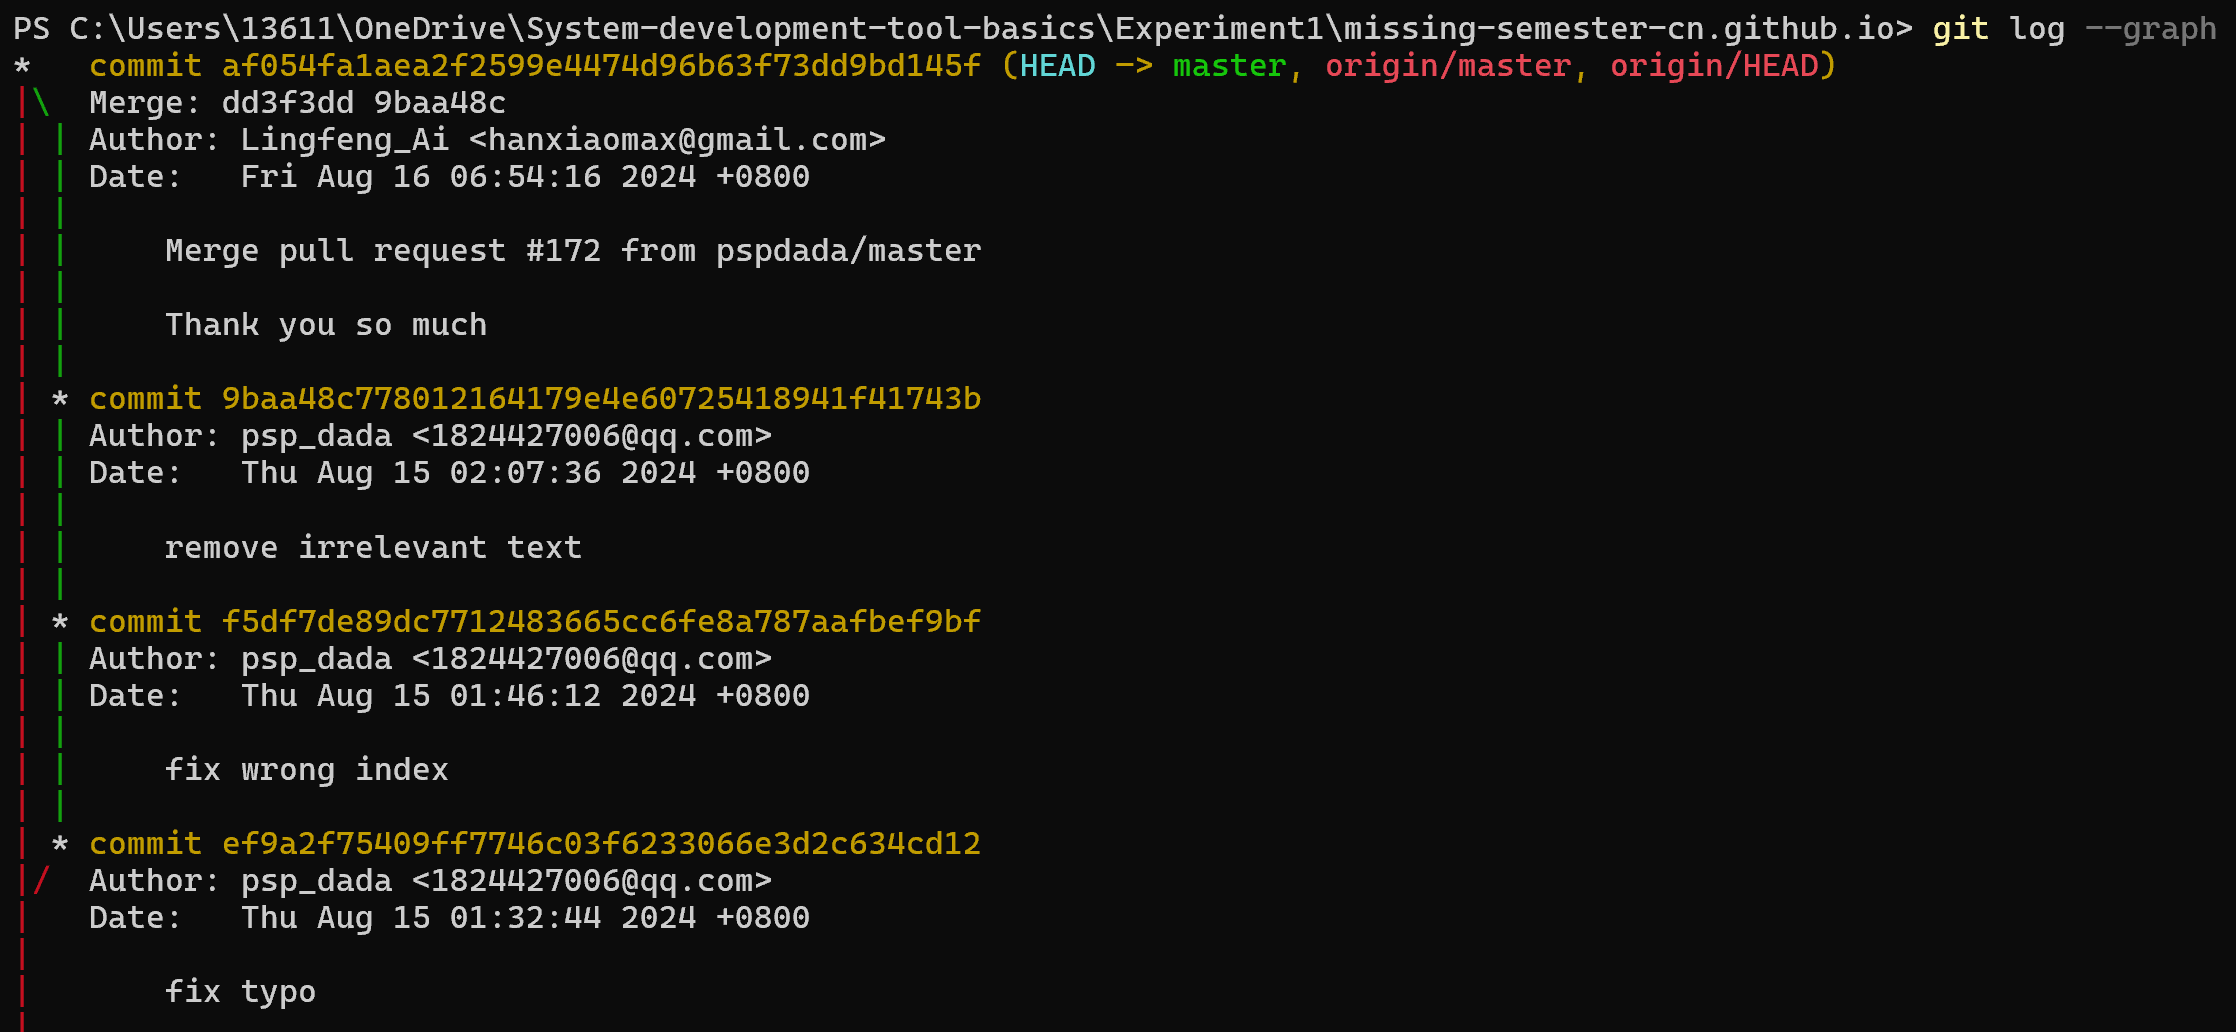 PS C:\Users\13611\OneDrive\System-development-tool-basics\Experiment1\missing-semester-cn.github.io> git log --graph
*   commit af054fa1aea2f2599e4474d96b63f73dd9bd145f (HEAD -> master, origin/master, origin/HEAD)
|\  Merge: dd3f3dd 9baa48c
| | Author: Lingfeng_Ai <hanxiaomax@gmail.com>
| | Date:   Fri Aug 16 06:54:16 2024 +0800
| |
| |     Merge pull request #172 from pspdada/master
| |
| |     Thank you so much
| |
| * commit 9baa48c778012164179e4e60725418941f41743b
| | Author: psp_dada <1824427006@qq.com>
| | Date:   Thu Aug 15 02:07:36 2024 +0800
| |
| |     remove irrelevant text
| |
| * commit f5df7de89dc7712483665cc6fe8a787aafbef9bf
| | Author: psp_dada <1824427006@qq.com>
| | Date:   Thu Aug 15 01:46:12 2024 +0800
| |
| |     fix wrong index
| |
| * commit ef9a2f75409ff7746c03f6233066e3d2c634cd12
|/  Author: psp_dada <1824427006@qq.com>
|   Date:   Thu Aug 15 01:32:44 2024 +0800
|
|       fix typo
|